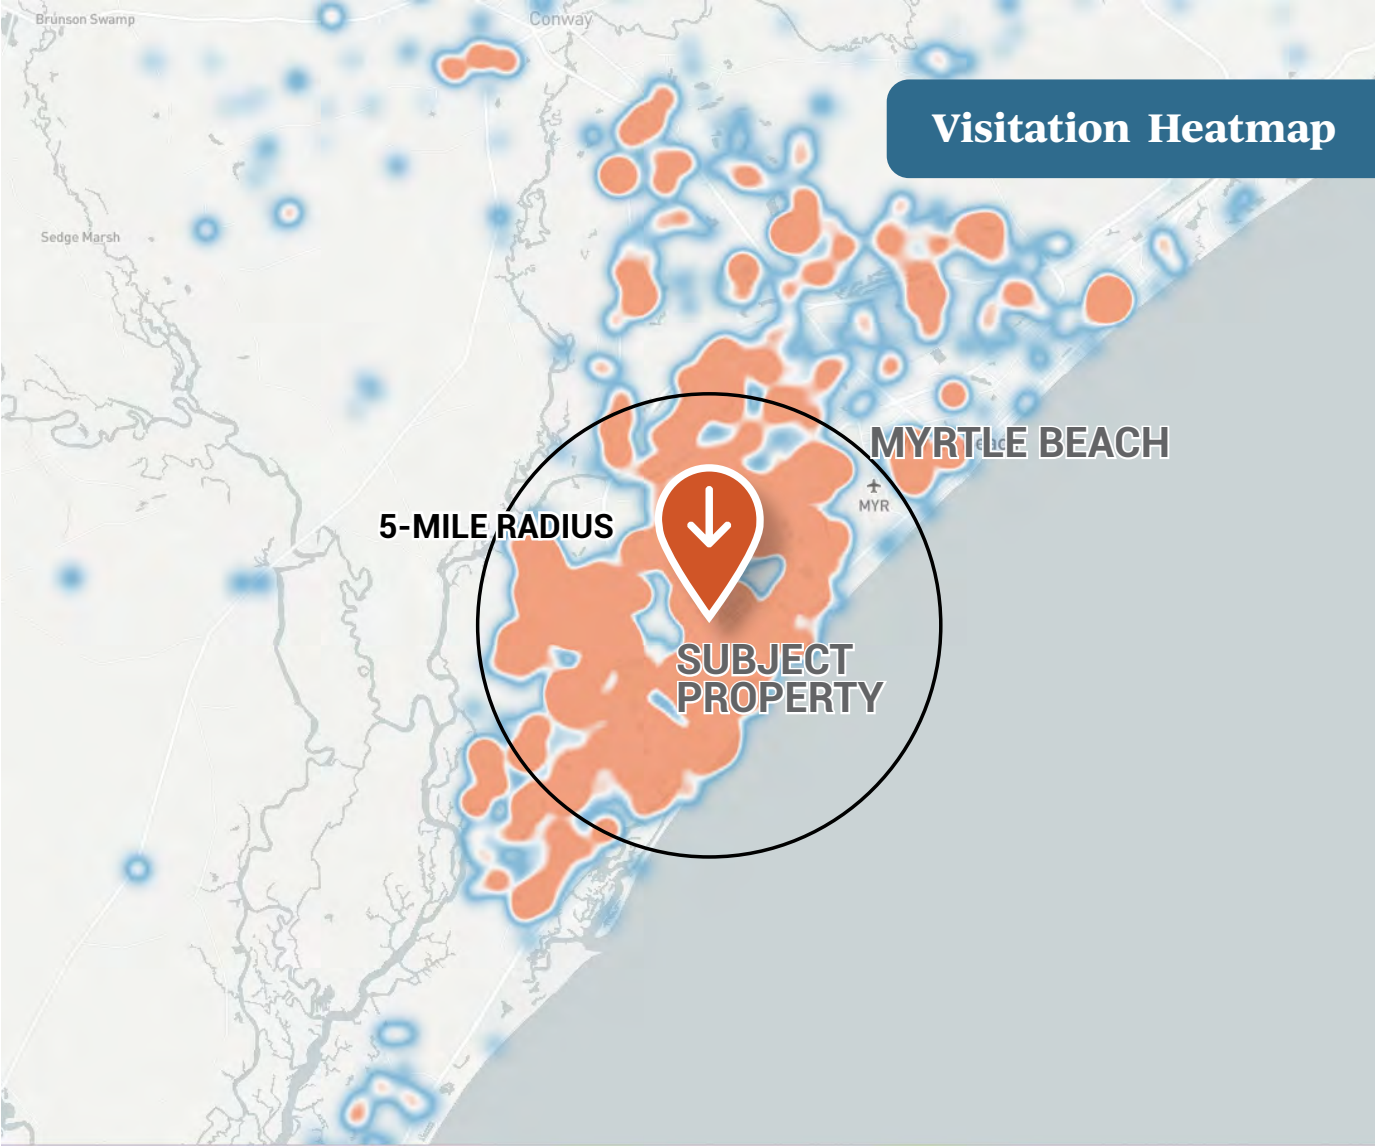 Brunson Swamp
Conway
Visitation Heatmap
Sedge Marsh
MYRTLE BEACH
MYR
5-MILE RADIUS
SUBJECT
PROPERTY